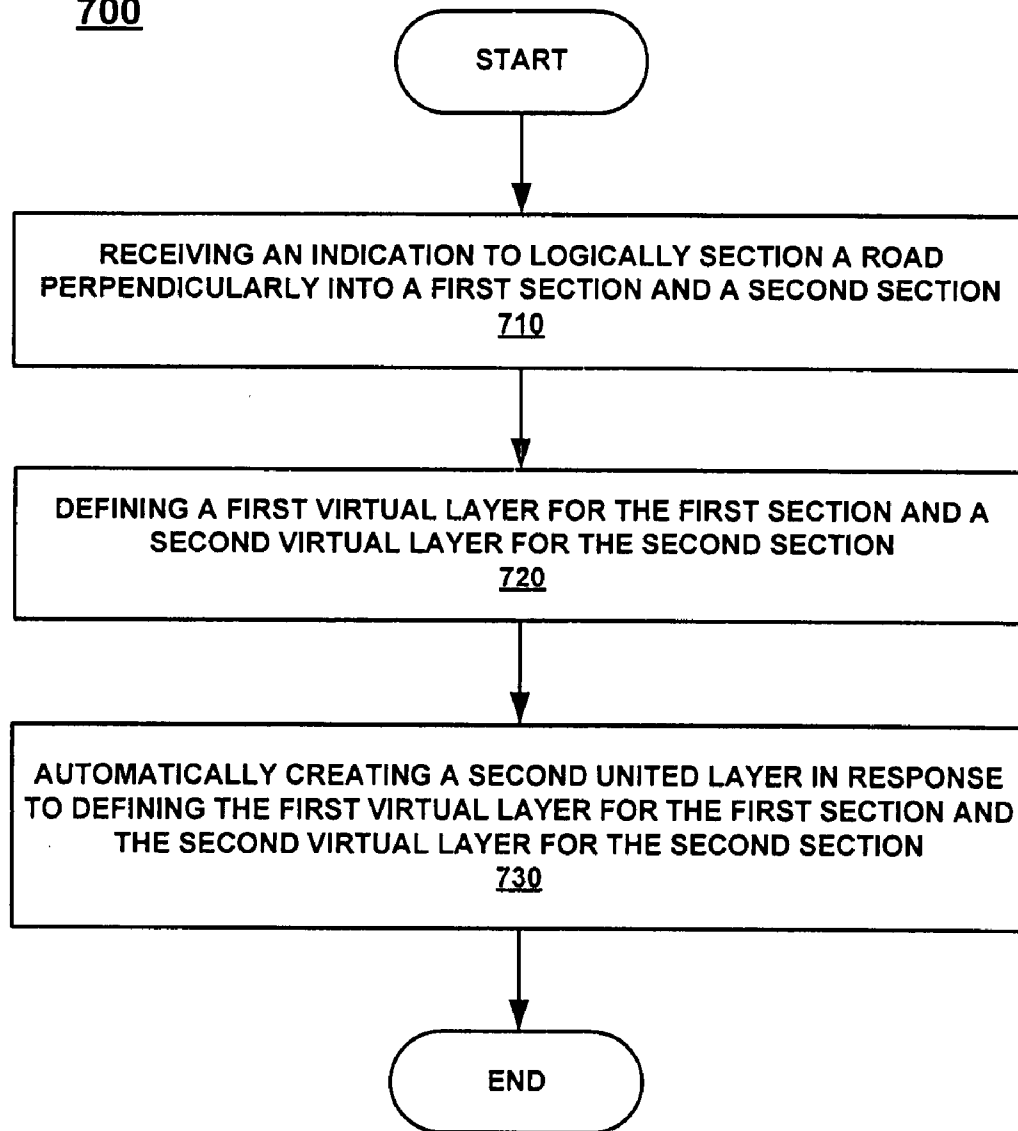 700
START
RECEIVING AN INDICATION TO LOGICALLY SECTION A ROAD
PERPENDICULARLY INTO A FIRST SECTION AND A SECOND SECTION
710
DEFINING A FIRST VIRTUAL LAYER FOR THE FIRST SECTION AND A
SECOND VIRTUAL LAYER FOR THE SECOND SECTION
720
AUTOMATICALLY CREATING A SECOND UNITED LAYER IN RESPONSE
TO DEFINING THE FIRST VIRTUAL LAYER FOR THE FIRST SECTION AND
THE SECOND VIRTUAL LAYER FOR THE SECOND SECTION
730
END